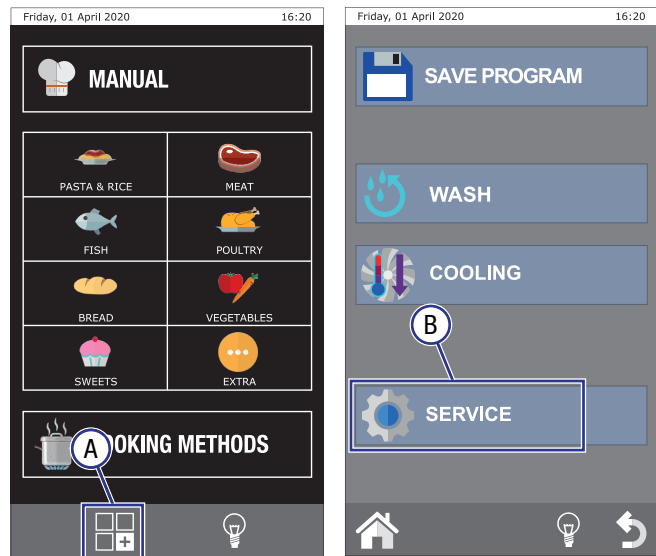 Friday, 01 April 2020 16:20
MANUAL
PASTA & RICE MEAT
FISH POULTRY
BREAD VEGETABLES
SWEETS EXTRA
A OKING METHODS
Friday, 01 April 2020 16:20
SAVE PROGRAM
WASH
COOLING
B
SERVICE